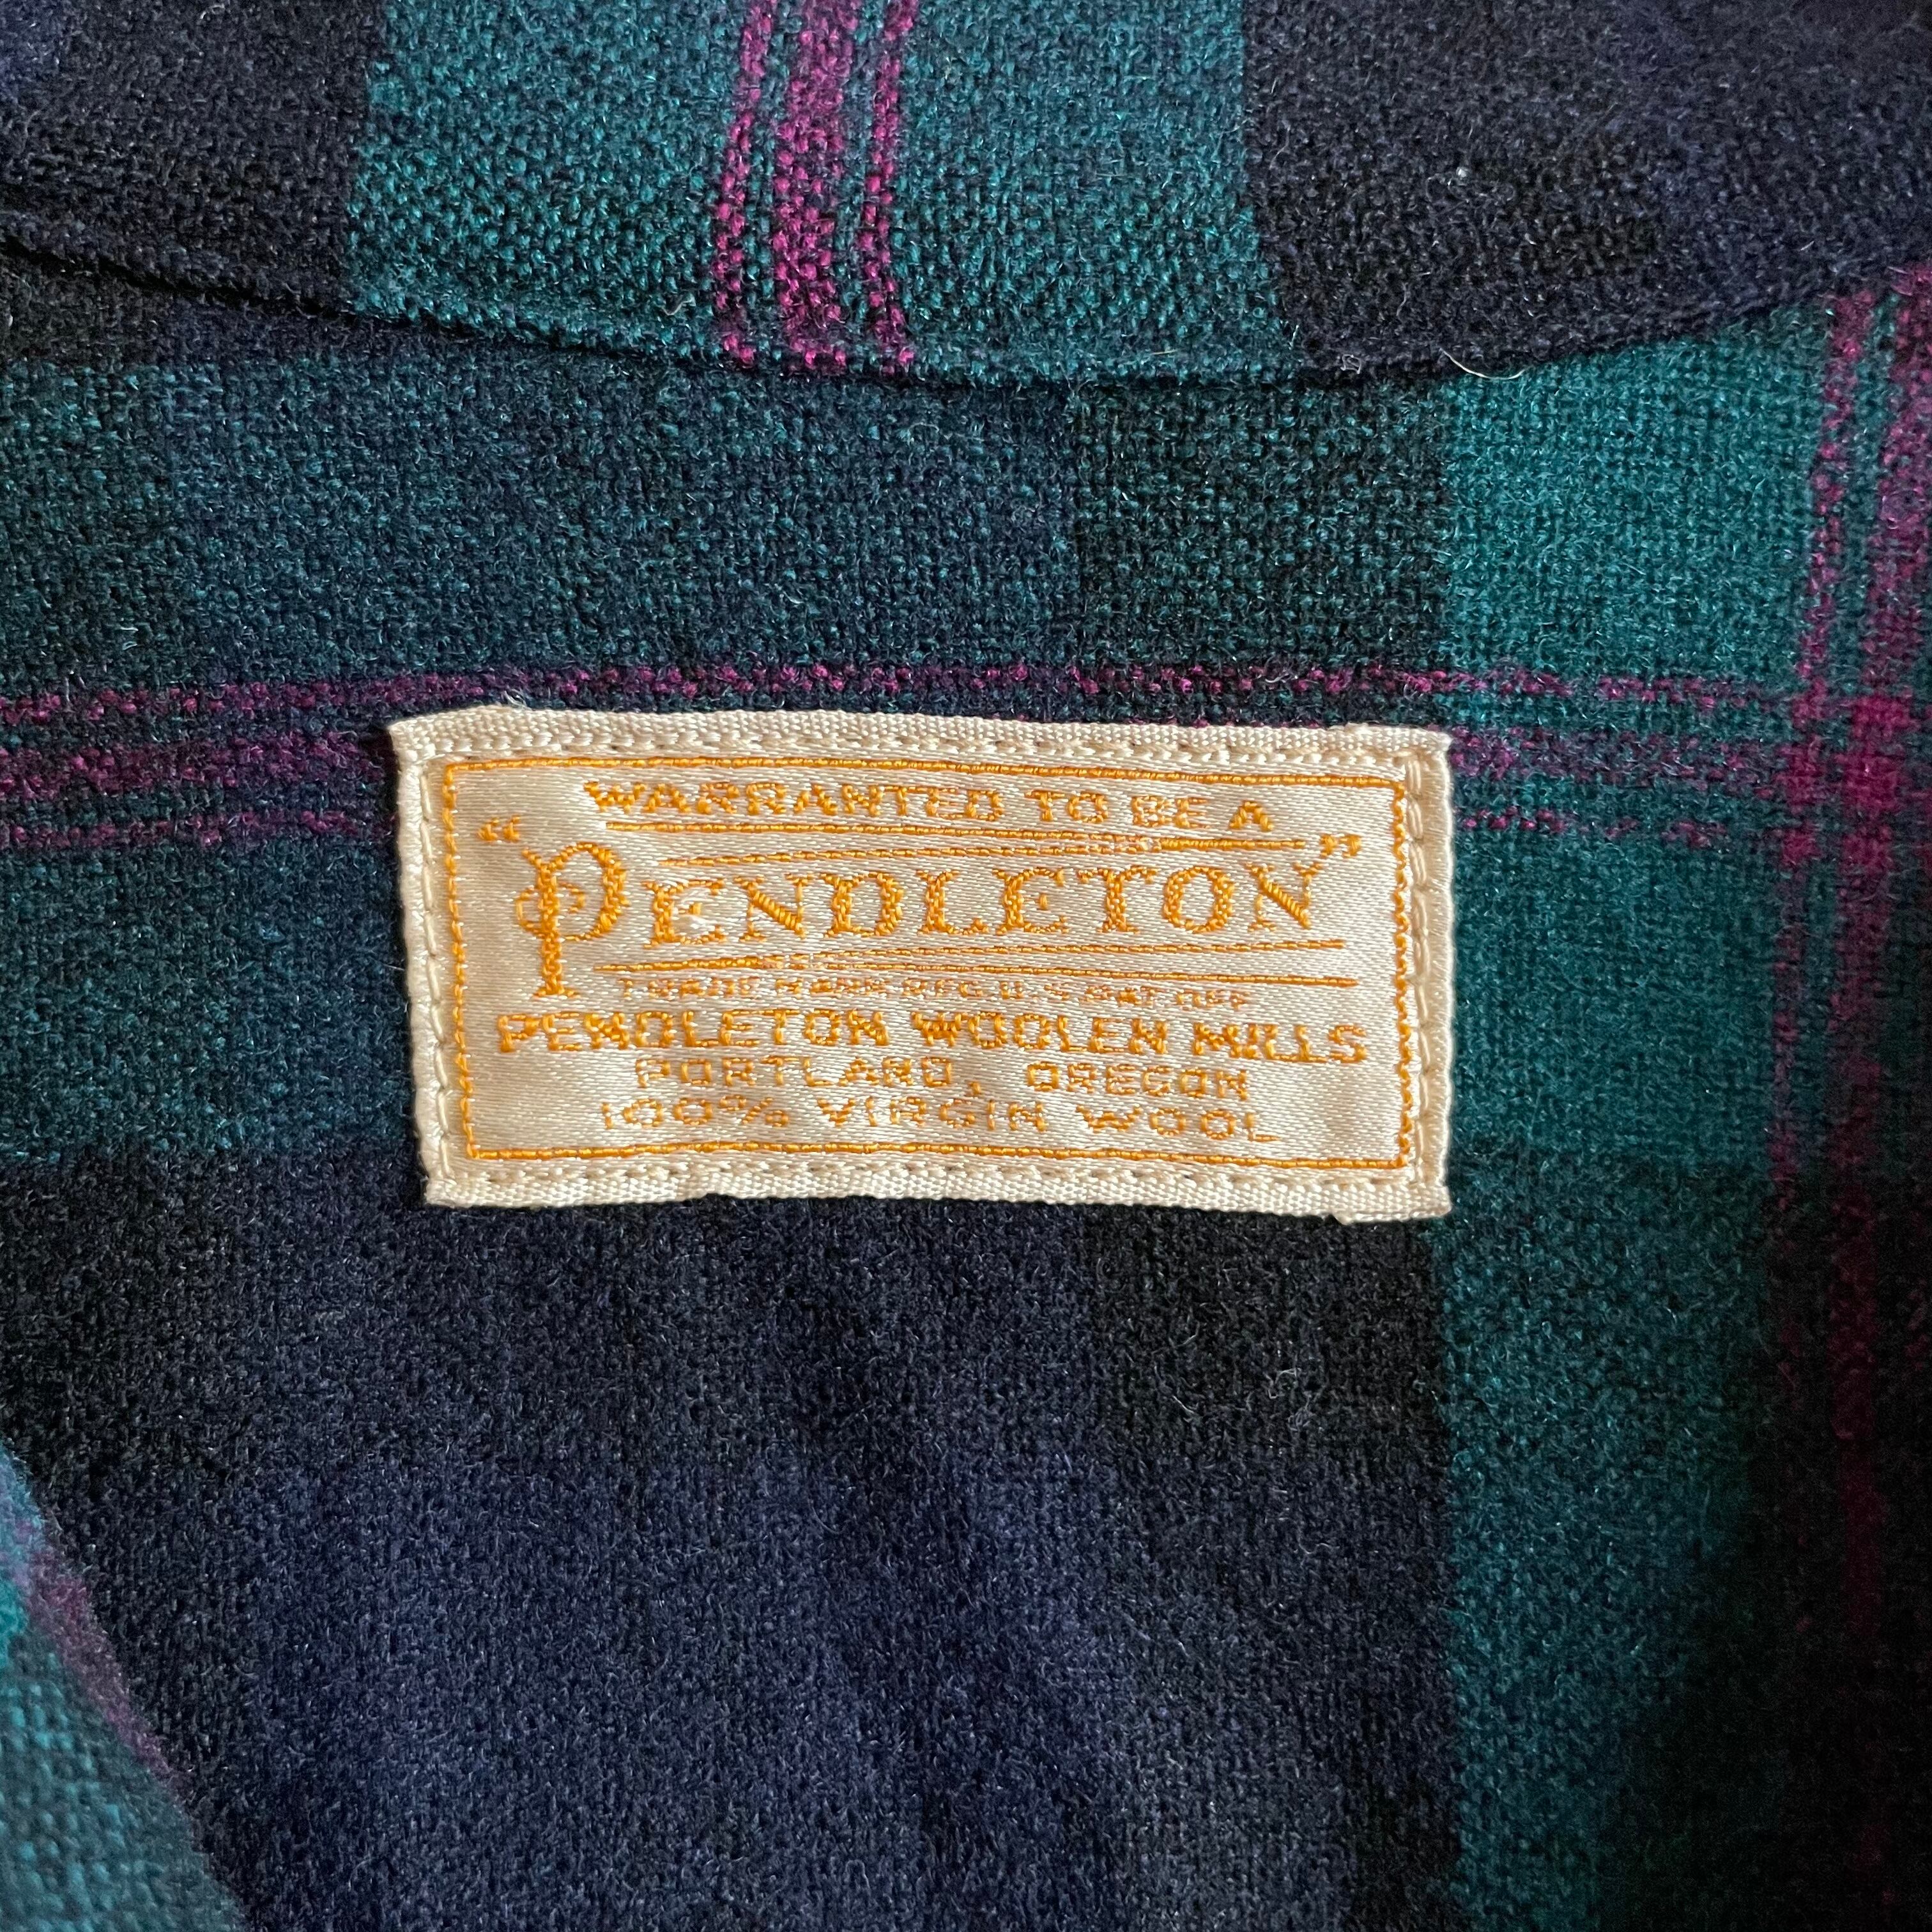 WARRANTED TO BE A
"PENDLETON"
TRADE MARK REG. U.S. PAT. OFF.
PENDLETON WOOLEN MILLS
PORTLAND, OREGON
100% VIRGIN WOOL